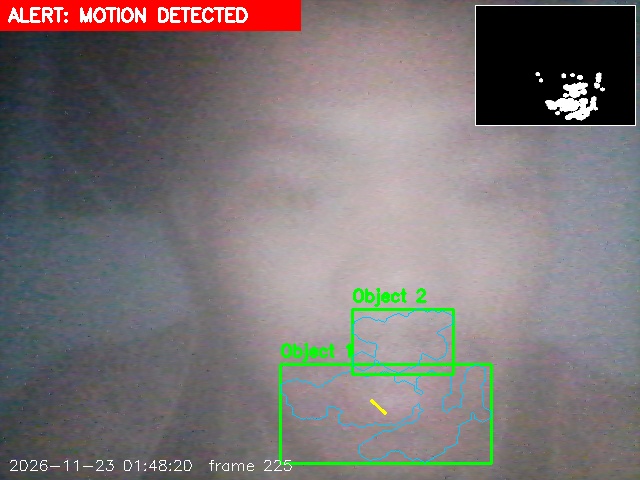 ALERT: MOTION DETECTED
Object 2
Object 1
2026-11-23 01:48:20 frame 225